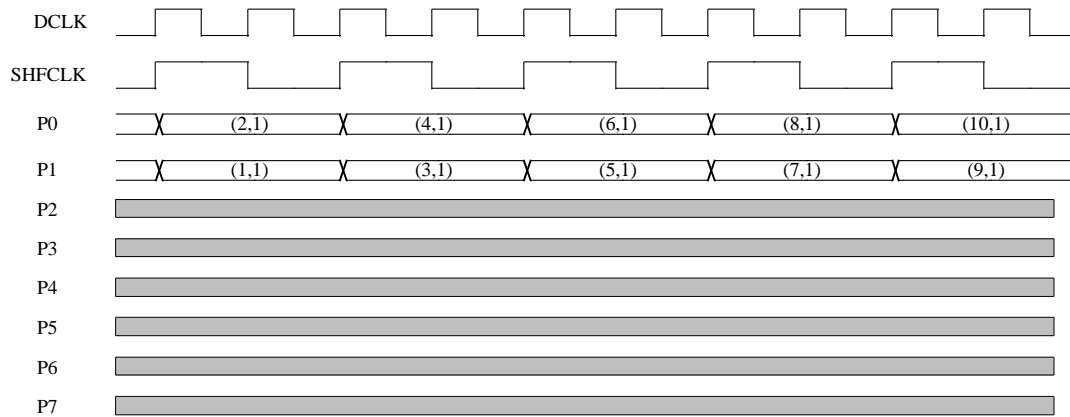 DCLK
SHFCLK
P0 (2,1) (4,1) (6,1) (8,1) (10,1)
P1 (1,1) (3,1) (5,1) (7,1) (9,1)
P2
P3
P4
P5
P6
P7